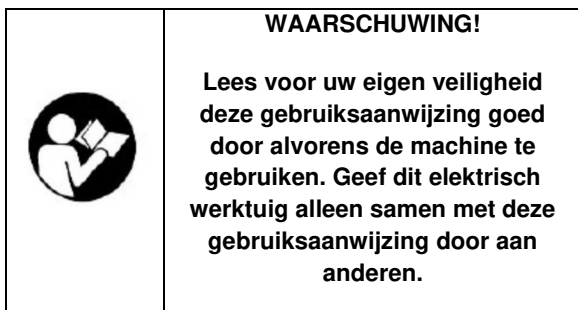 WAARSCHUWING!
Lees voor uw eigen veiligheid
deze gebruiksaanwijzing goed
door alvorens de machine te
gebruiken. Geef dit elektrisch
werktuig alleen samen met deze
gebruiksaanwijzing door aan
anderen.